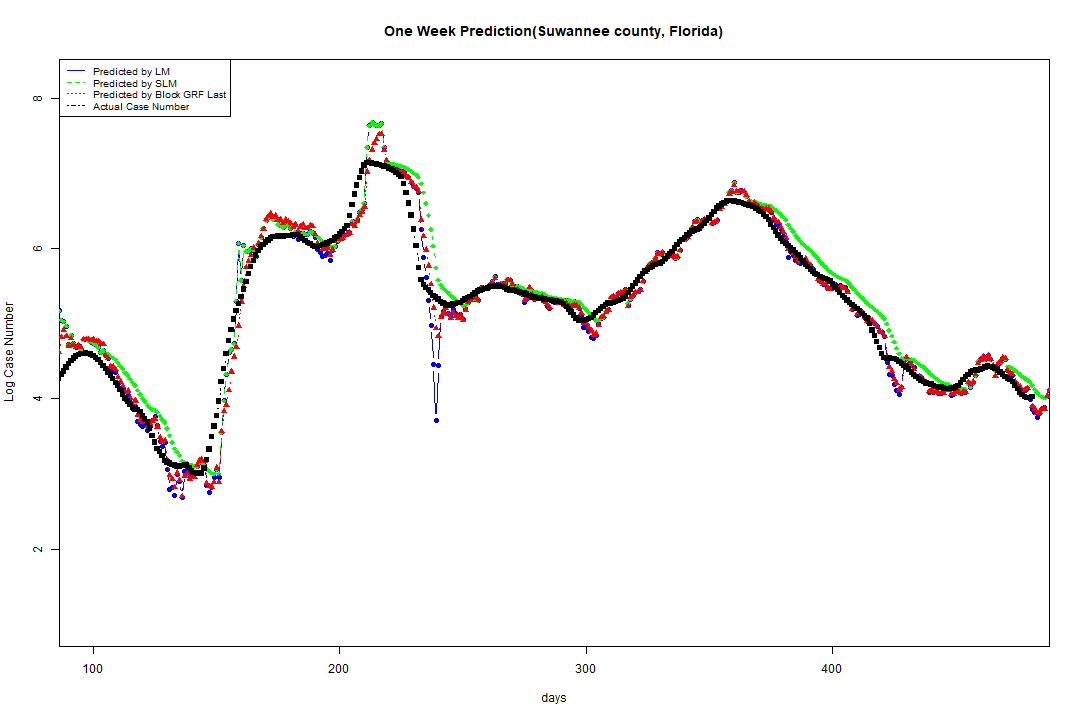 One Week Prediction(Suwannee county, Florida)
Predicted by LM
Predicted by SLM
Predicted by Block GRF Last
Actual Case Number
8
6
4
2
Log Case Number
100 200 300 400
days